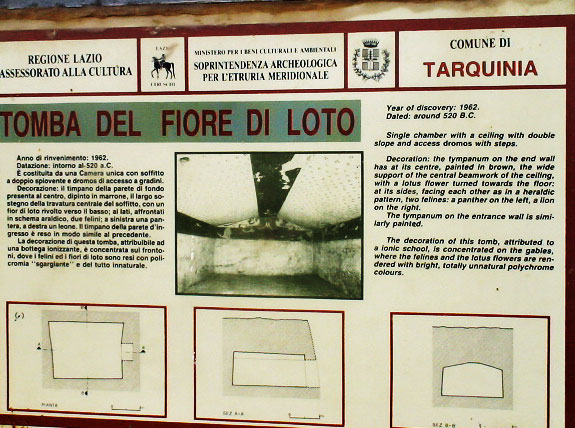 REGIONE LAZIO
ASSESSORATO ALLA CULTURA
LAZIO
ETRUSCHI
MINISTERO PER I BENI CULTURALI E AMBIENTALI
SOPRINTENDENZA ARCHEOLOGICA
PER L'ETRURIA MERIDIONALE
COMUNE DI
TARQUINIA
TOMBA DEL FIORE DI LOTO
Anno di rinvenimento: 1962.
Datazione: intorno al 520 a.C.
È costituita da una Camera unica con soffitto
a doppio spiovente e dromos di accesso a gradini.
Decorazione: il timpano della parete di fondo
presenta al centro, dipinto in marrone, il largo so-
stegno della travatura centrale del soffitto, con un
fior di loto rivolto verso il basso; ai lati, affrontati
in schema araldico, due felini; a sinistra una pan-
tera, a destra un leone. Il timpano della parete d'in-
gresso è reso in modo simile al precedente.
La decorazione di questa tomba, attribuibile ad
una bottega ionizzante, è concentrata sui fronto-
ni, dove i felini ed i fiori di loto sono resi con poli-
cromia "sgargiante" e del tutto innaturale.
Year of discovery: 1962.
Dated: around 520 B.C.
Single chamber with a ceiling with double
slope and access dromos with steps.
Decoration: the tympanum on the end wall
has at its centre, painted in brown, the wide
support of the central beamwork of the ceiling,
with a lotus flower turned towards the floor:
at its sides, facing each other as in a heraldic
pattern, two felines: a panther on the left, a lion
on the right.
The tympanum on the entrance wall is simi-
larly painted.
The decoration of this tomb, attributed to
a ionic school, is concentrated on the gables,
where the felines and the lotus flowers are ren-
dered with bright, totally unnatural polychrome
colours.
A
A
B
B
PIANTA
SEZ A-A
SEZ B-B